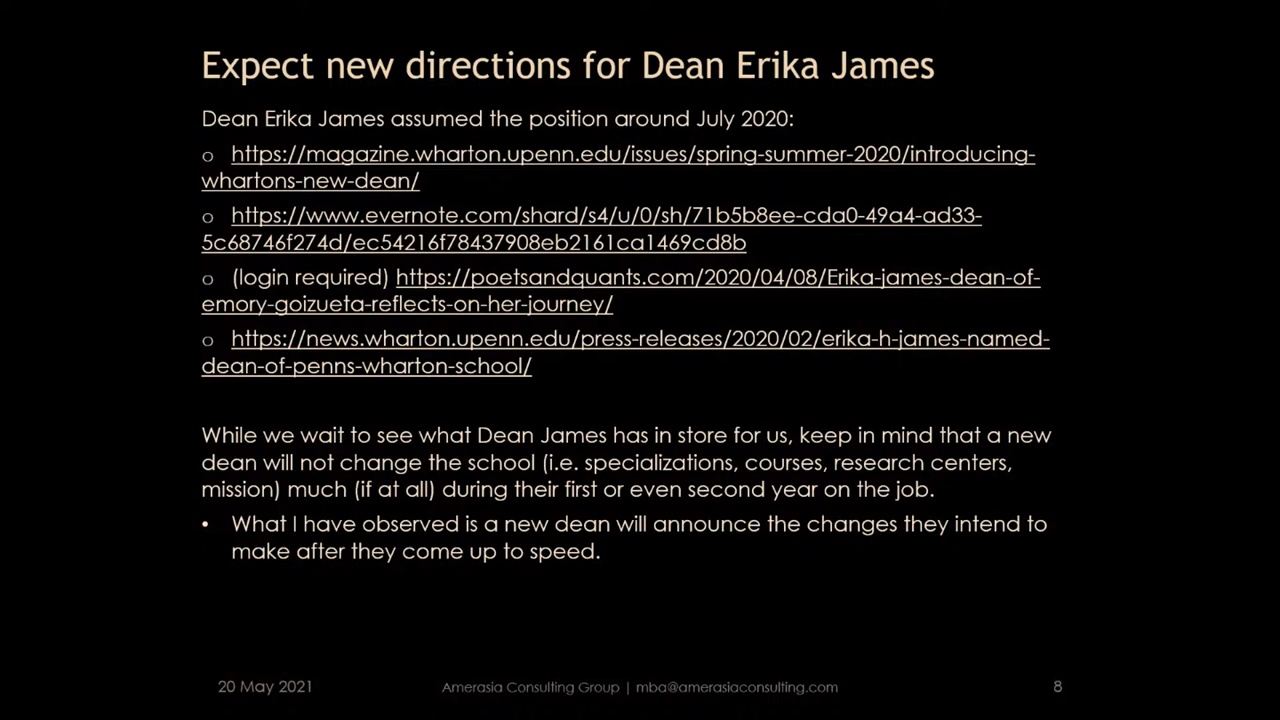 Expect new directions for Dean Erika James
Dean Erika James assumed the position around July 2020:
o https://magazine.wharton.upenn.edu/issues/spring-summer-2020/introducing-
whartons-new-dean/
o https://www.evernote.com/shard/s4/u/0/sh/71b5b8ee-cda0-49a4-ad33-
5c68746f274d/ec54216f78437908eb2161ca1469cd8b
o (login required) https://poetsandquants.com/2020/04/08/Erika-james-dean-of-
emory-goizueta-reflects-on-her-journey/
o https://news.wharton.upenn.edu/press-releases/2020/02/erika-h-james-named-
dean-of-penns-wharton-school/
While we wait to see what Dean James has in store for us, keep in mind that a new
dean will not change the school (i.e. specializations, courses, research centers,
mission) much (if at all) during their first or even second year on the job.
• What I have observed is a new dean will announce the changes they intend to
make after they come up to speed.
20 May 2021
Amerasia Consulting Group | mba@amerasiaconsulting.com
8